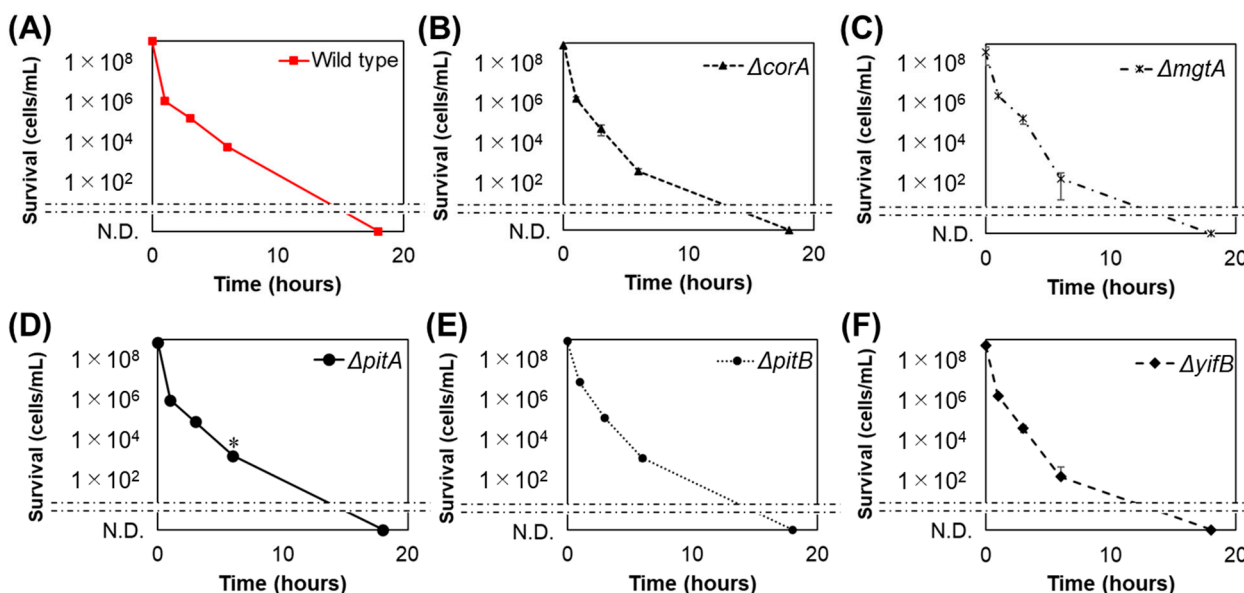 (A)
Survival (cells/mL)
1×10⁸
1×10⁶
1×10⁴
1×10²
N.D.
Wild type
0 10 20
Time (hours)
(B)
Survival (cells/mL)
1×10⁸
1×10⁶
1×10⁴
1×10²
N.D.
ΔcorA
0 10 20
Time (hours)
(C)
Survival (cells/mL)
1×10⁸
1×10⁶
1×10⁴
1×10²
N.D.
ΔmgtA
0 10 20
Time (hours)
(D)
Survival (cells/mL)
1×10⁸
1×10⁶
1×10⁴
1×10²
N.D.
ΔpitA
*
0 10 20
Time (hours)
(E)
Survival (cells/mL)
1×10⁸
1×10⁶
1×10⁴
1×10²
N.D.
ΔpitB
0 10 20
Time (hours)
(F)
Survival (cells/mL)
1×10⁸
1×10⁶
1×10⁴
1×10²
N.D.
ΔyifB
0 10 20
Time (hours)